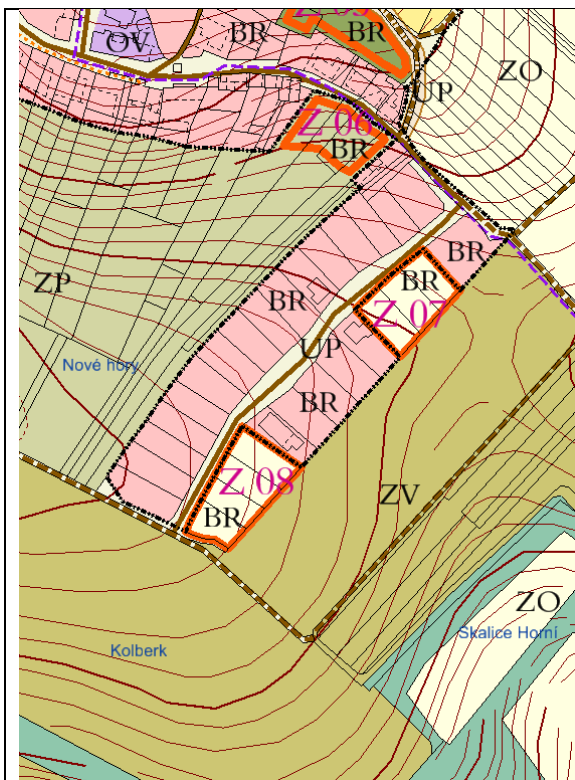 BR
BR
OV
ZO
UP
Z 06
BR
BR
BR
ZP
BR
Z 07
Nové hory
UP
BR
Z 08
ZV
BR
ZO
Skalice Horní
Kolberk